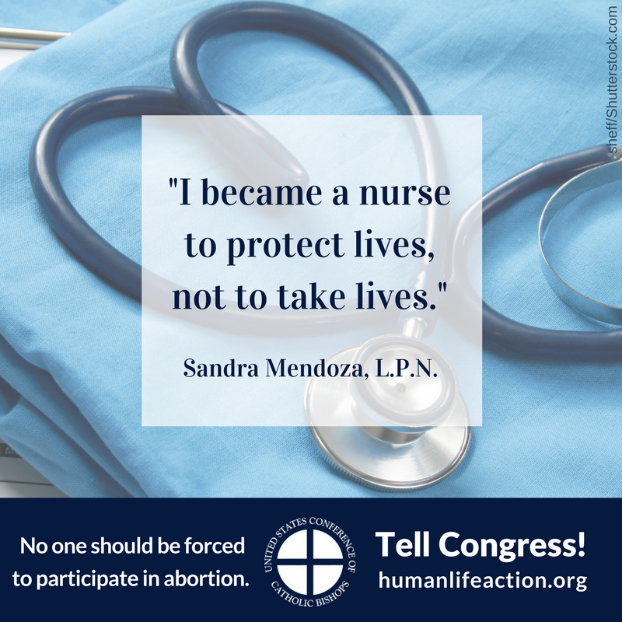 sheff/Shutterstock.com
"I became a nurse
to protect lives,
not to take lives."
Sandra Mendoza, L.P.N.
No one should be forced
to participate in abortion.
UNITED STATES CONFERENCE OF
CATHOLIC BISHOPS
Tell Congress!
humanlifeaction.org